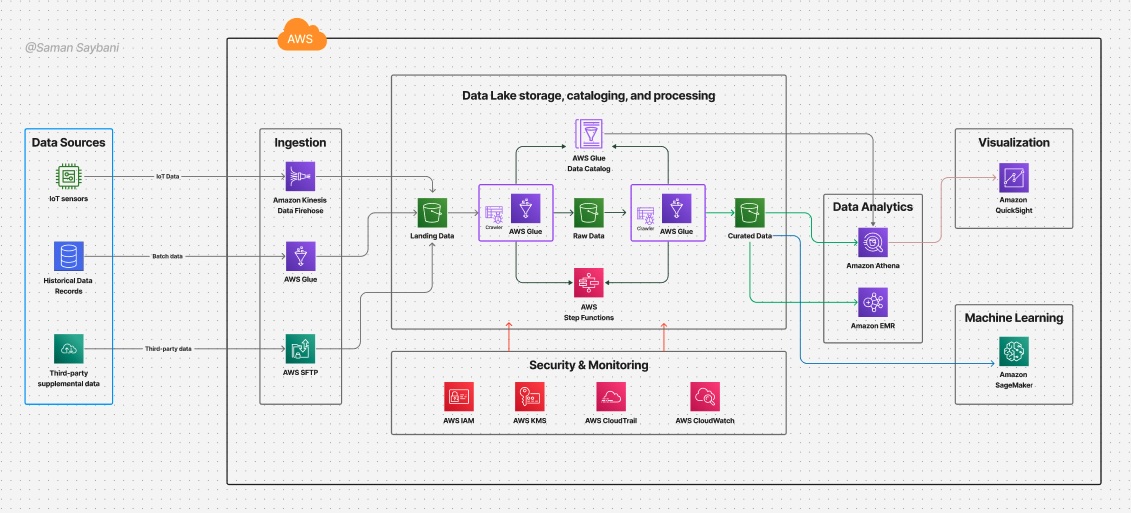 @Saman Saybani
AWS
Data Sources
IoT sensors
Historical Data
Records
Third-party
supplemental data
IoT Data
Batch data
Third-party data
Ingestion
Amazon Kinesis
Data Firehose
AWS Glue
AWS SFTP
Data Lake storage, cataloging, and processing
AWS Glue
Data Catalog
Landing Data
Crawler
AWS Glue
Raw Data
Crawler
AWS Glue
Curated Data
AWS
Step Functions
Security & Monitoring
AWS IAM
AWS KMS
AWS CloudTrail
AWS CloudWatch
Data Analytics
Amazon Athena
Amazon EMR
Visualization
Amazon
QuickSight
Machine Learning
Amazon
SageMaker